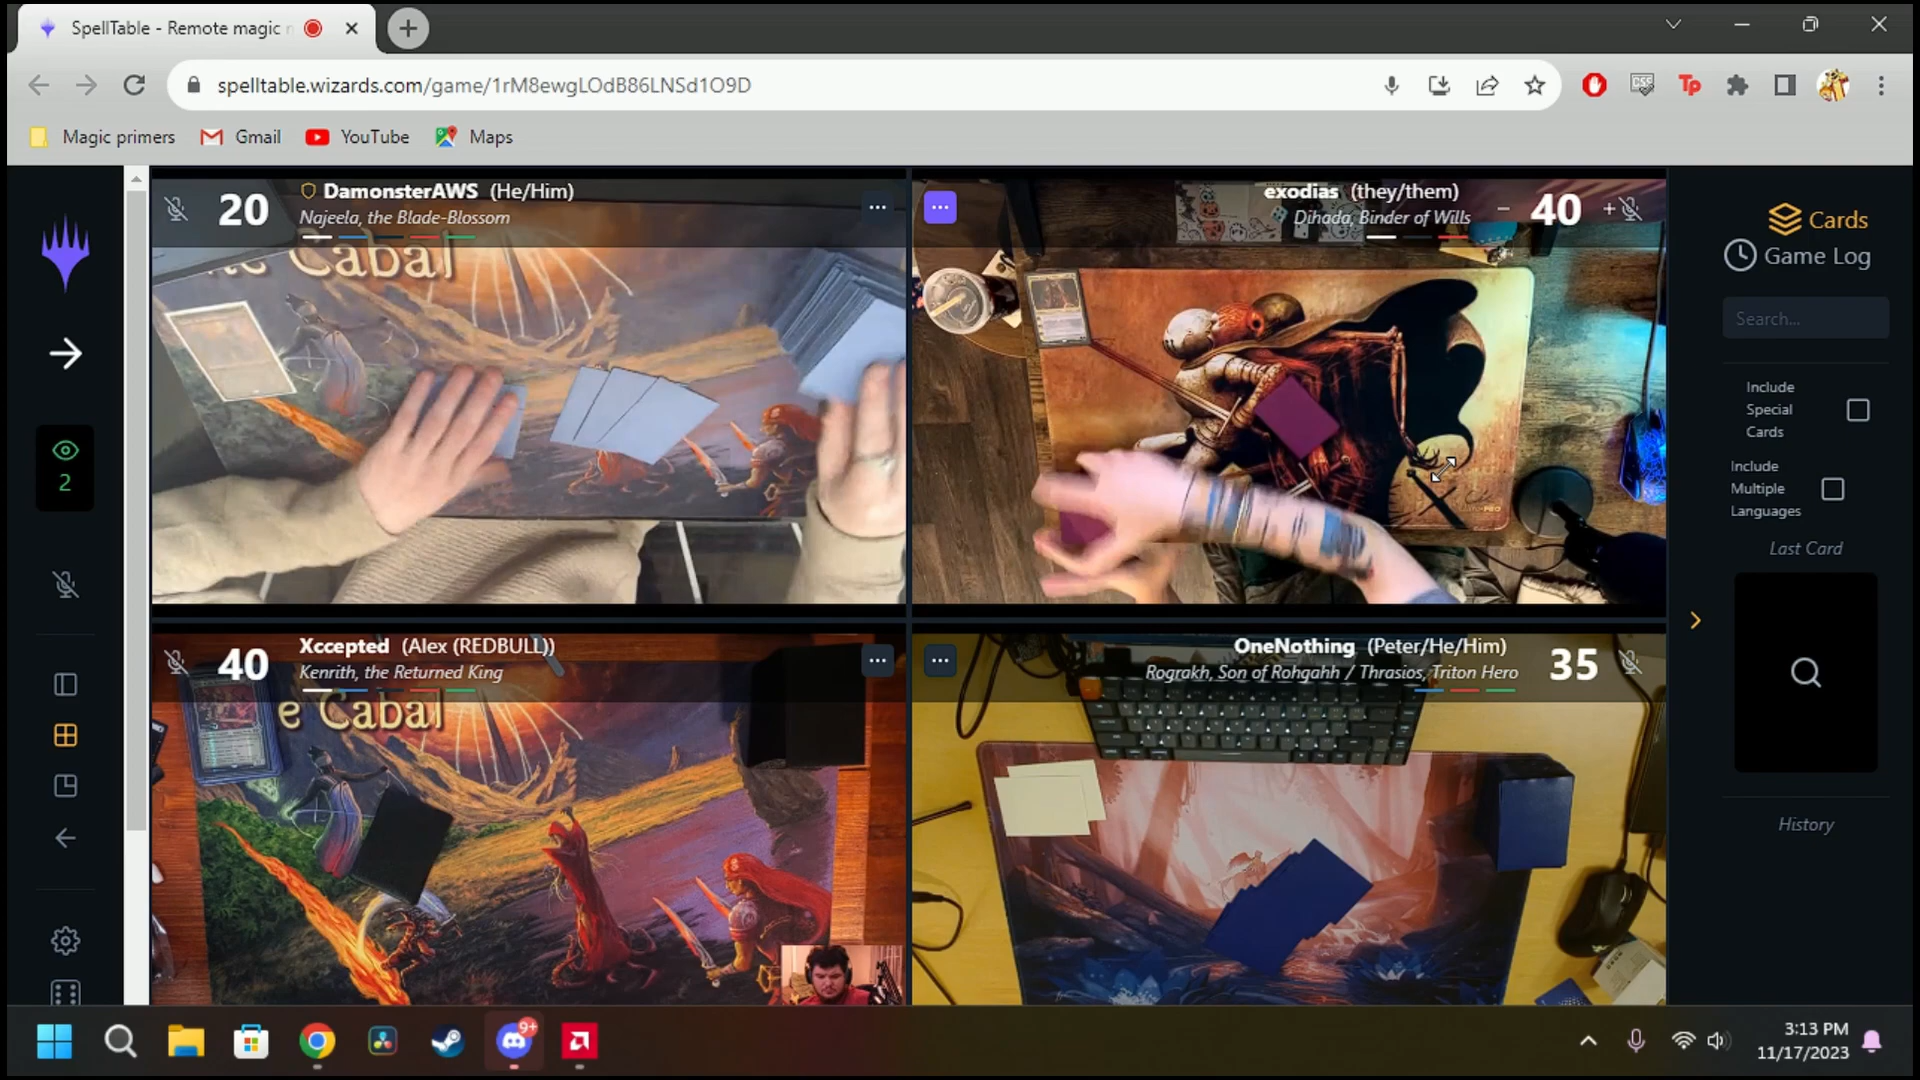 SpellTable - Remote magic
spelltable.wizards.com/game/1rM8ewgLOdB86LNSd1O9D
CSS
Tp
Magic primers
Gmail
YouTube
Maps
20
DamonsterAWS (He/Him)
Najeela, the Blade-Blossom
exodias (they/them)
Dihada, Binder of Wills
− 40 +
Cabal
Cards
Game Log
Search...
Include
Special
Cards
Include
Multiple
Languages
Last Card
History
2
40
Xccepted (Alex (REDBULL))
Kenrith, the Returned King
e Cabal
OneNothing (Peter/He/Him)
Rograkh, Son of Rohgahh / Thrasios, Triton Hero
35
9+
3:13 PM
11/17/2023